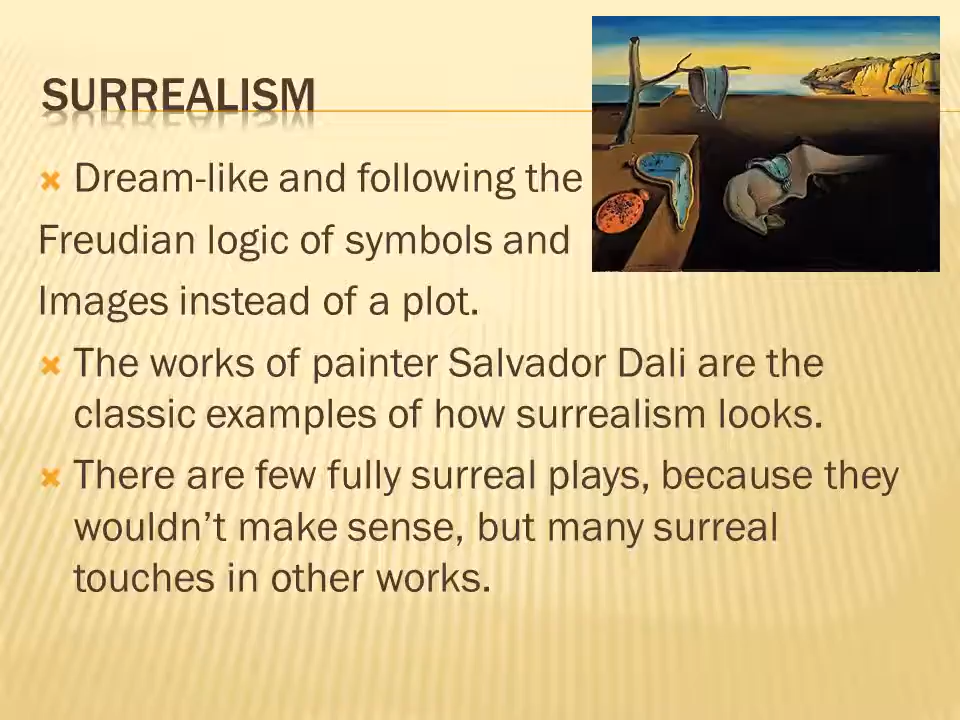 SURREALISM
Dream-like and following the
Freudian logic of symbols and
Images instead of a plot.
The works of painter Salvador Dali are the
classic examples of how surrealism looks.
There are few fully surreal plays, because they
wouldn't make sense, but many surreal
touches in other works.